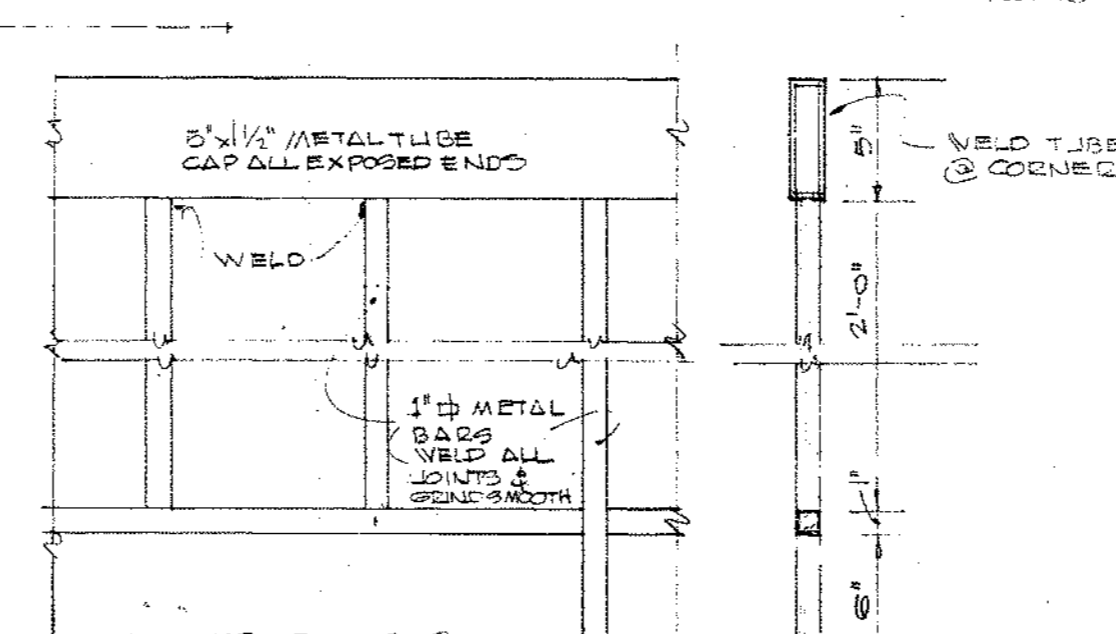 5"x1½" METAL TUBE
CAP ALL EXPOSED ENDS
WELD
1" ⌷ METAL
BARS
WELD ALL
JOINTS &
GRIND SMOOTH
5"
WELD TUBE
@ CORNER
2'-0"
1"
6"